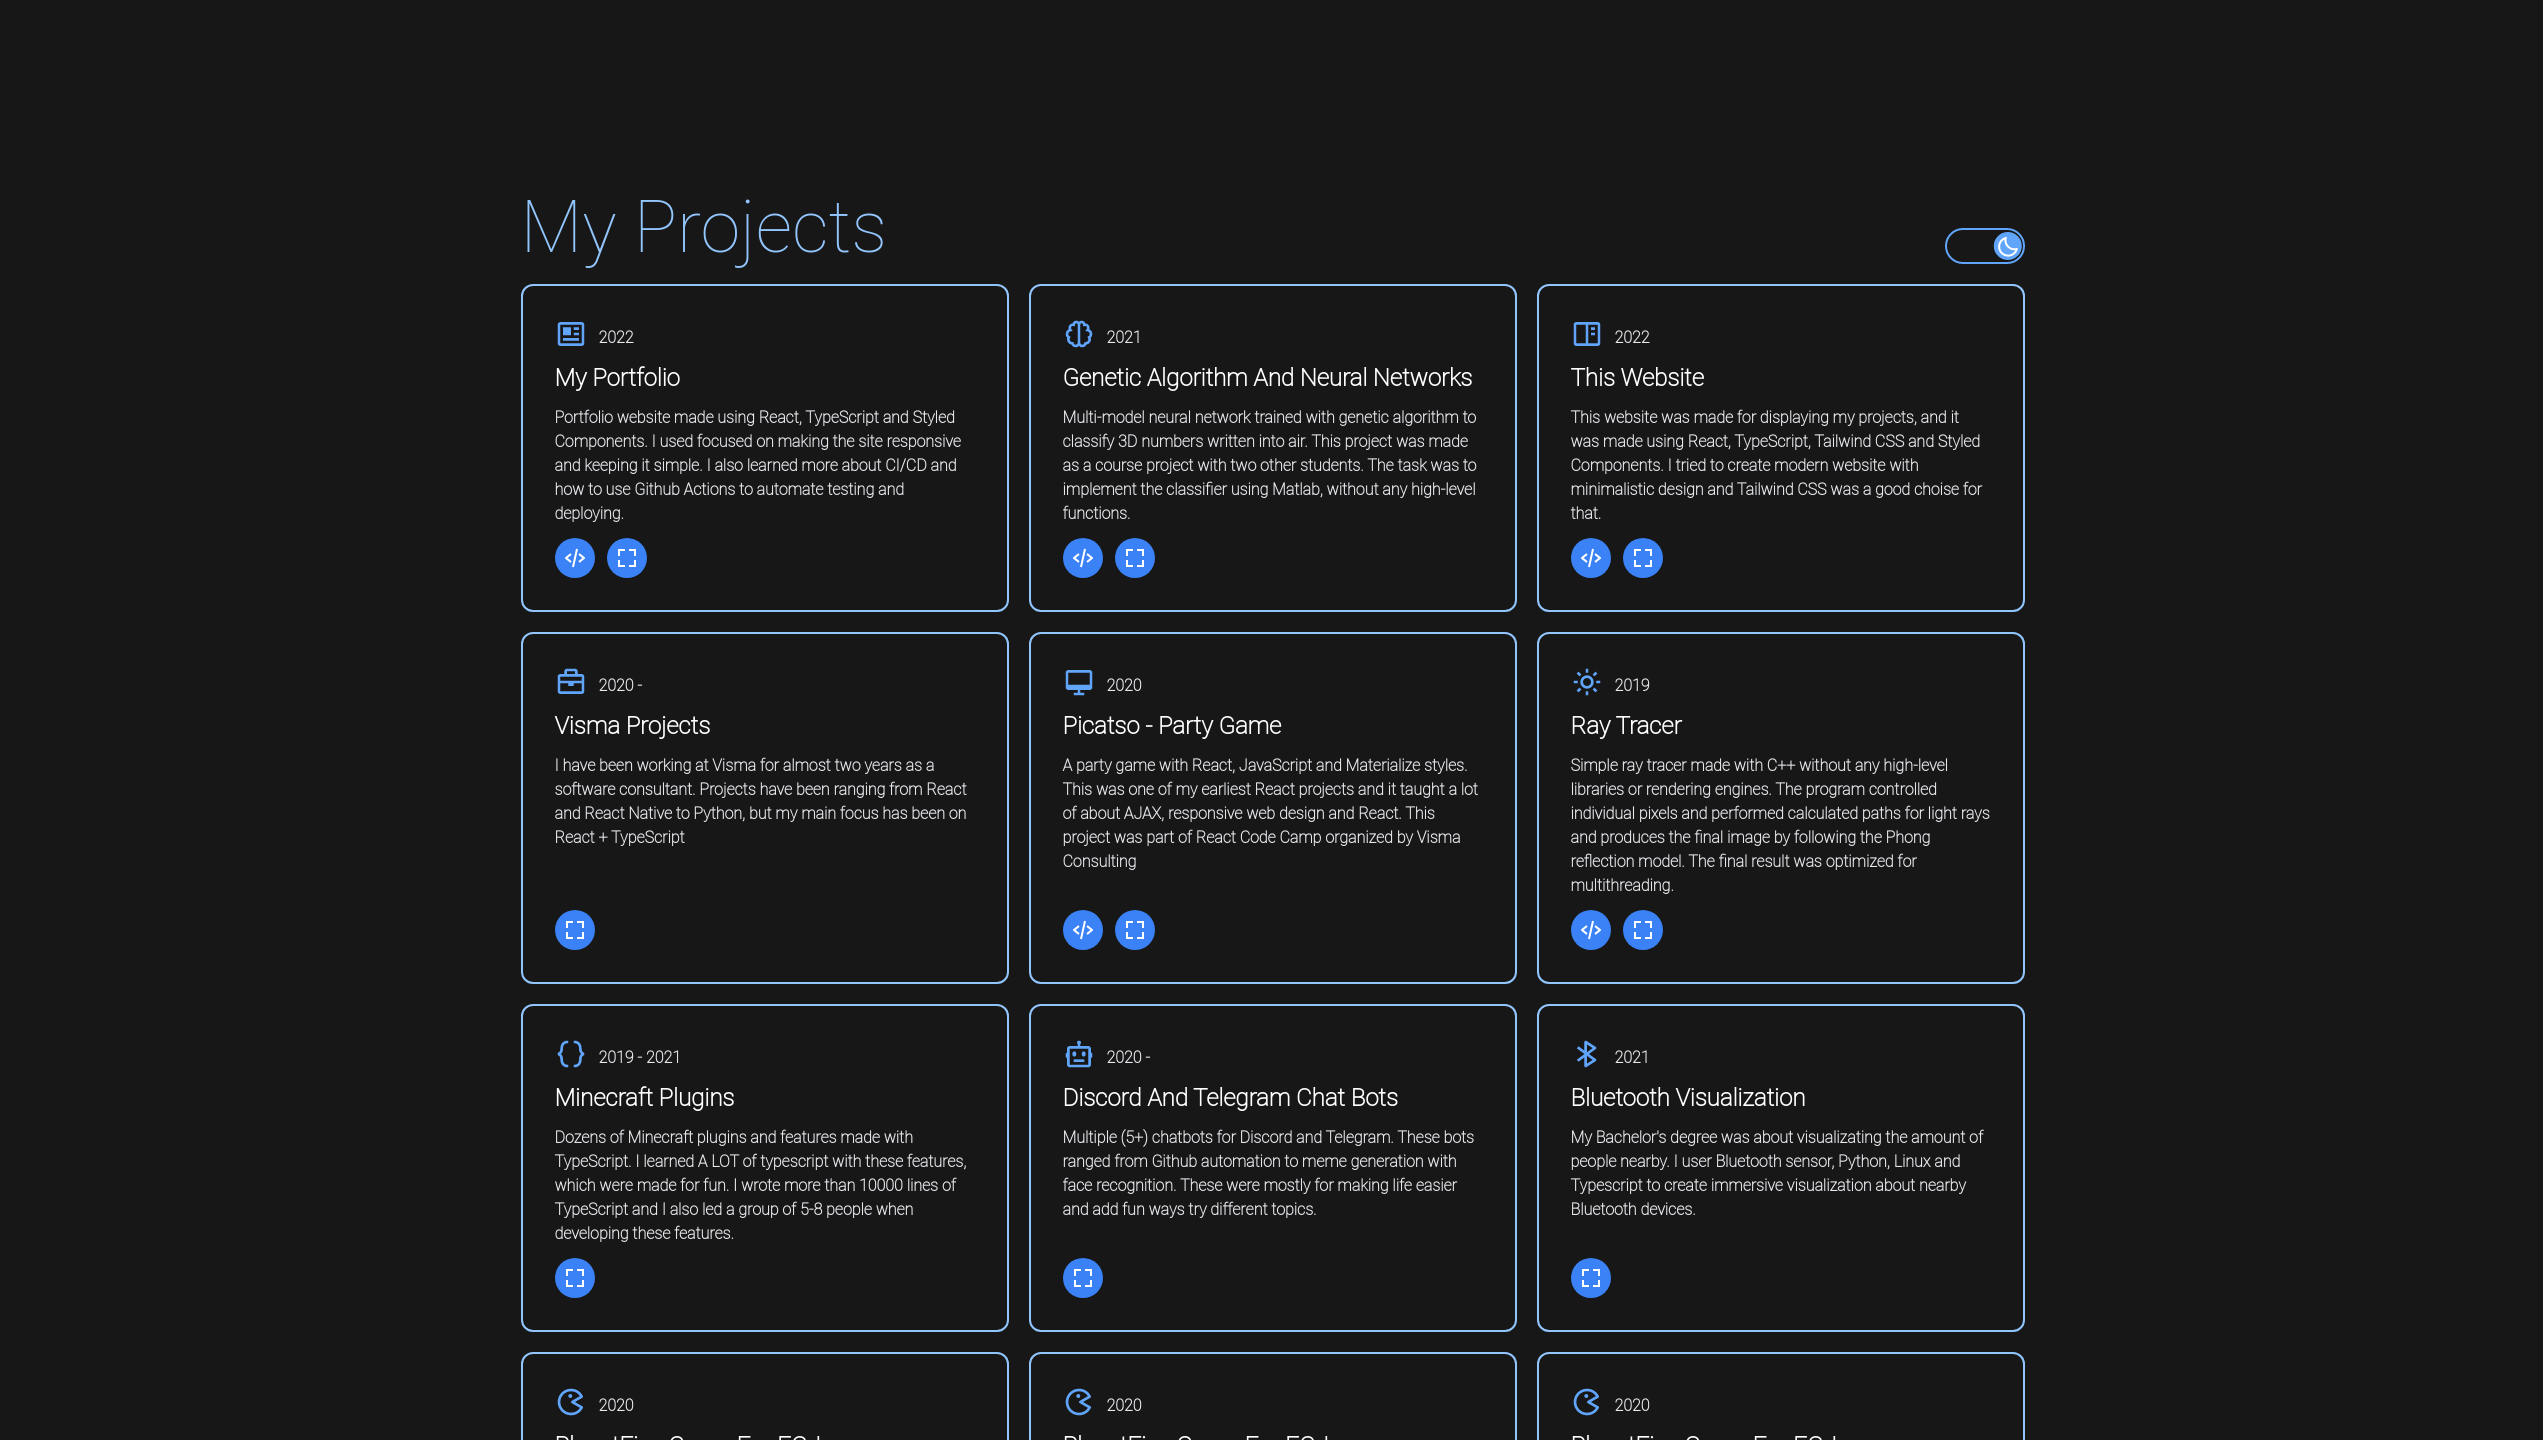 My Projects
2022
My Portfolio
Portfolio website made using React, TypeScript and Styled
Components. I used focused on making the site responsive
and keeping it simple. I also learned more about CI/CD and
how to use Github Actions to automate testing and
deploying.
2021
Genetic Algorithm And Neural Networks
Multi-model neural network trained with genetic algorithm to
classify 3D numbers written into air. This project was made
as a course project with two other students. The task was to
implement the classifier using Matlab, without any high-level
functions.
2022
This Website
This website was made for displaying my projects, and it
was made using React, TypeScript, Tailwind CSS and Styled
Components. I tried to create modern website with
minimalistic design and Tailwind CSS was a good choise for
that.
2020 -
Visma Projects
I have been working at Visma for almost two years as a
software consultant. Projects have been ranging from React
and React Native to Python, but my main focus has been on
React + TypeScript
2020
Picatso - Party Game
A party game with React, JavaScript and Materialize styles.
This was one of my earliest React projects and it taught a lot
of about AJAX, responsive web design and React. This
project was part of React Code Camp organized by Visma
Consulting
2019
Ray Tracer
Simple ray tracer made with C++ without any high-level
libraries or rendering engines. The program controlled
individual pixels and performed calculated paths for light rays
and produces the final image by following the Phong
reflection model. The final result was optimized for
multithreading.
2019 - 2021
Minecraft Plugins
Dozens of Minecraft plugins and features made with
TypeScript. I learned A LOT of typescript with these features,
which were made for fun. I wrote more than 10000 lines of
TypeScript and I also led a group of 5-8 people when
developing these features.
2020 -
Discord And Telegram Chat Bots
Multiple (5+) chatbots for Discord and Telegram. These bots
ranged from Github automation to meme generation with
face recognition. These were mostly for making life easier
and add fun ways try different topics.
2021
Bluetooth Visualization
My Bachelor's degree was about visualizating the amount of
people nearby. I user Bluetooth sensor, Python, Linux and
Typescript to create immersive visualization about nearby
Bluetooth devices.
2020
2020
2020